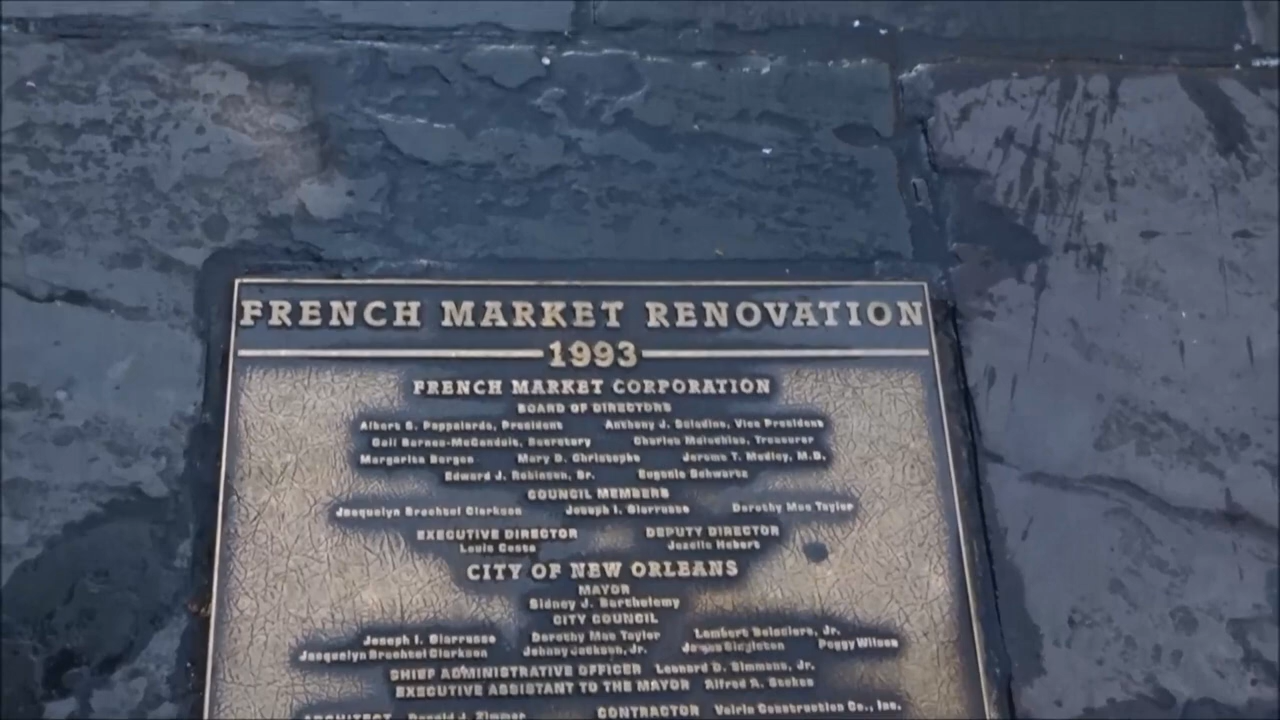 FRENCH MARKET RENOVATION
1993
FRENCH MARKET CORPORATION
BOARD OF DIRECTORS
Albert S. Pappalardo, President Anthony J. Saladino, Vice President
Gail Barnes-McConduit, Secretary Charles Treasurer
Margarita Bergen Mary D. Christophe Jerome T. Medley, M.D.
Edward J. Robinson, Sr. Eugenie Schwartz
COUNCIL MEMBERS
Jacquelyn Brechtel Clarkson Joseph I. Giarrusso Dorothy Mae Taylor
EXECUTIVE DIRECTOR DEPUTY DIRECTOR
Louis Costa Jozelle Hebert
CITY OF NEW ORLEANS
MAYOR
Sidney J. Barthelemy
CITY COUNCIL
Joseph I. Giarrusso Dorothy Mae Taylor Lambert Boissiere, Jr.
Jacquelyn Brechtel Clarkson Johnny Jackson, Jr. James Singleton Peggy Wilson
CHIEF ADMINISTRATIVE OFFICER Leonard D. Simmons, Jr.
EXECUTIVE ASSISTANT TO THE MAYOR Alfred A. Stokes
ARCHITECT Donald J. Zimmer CONTRACTOR Voirin Construction Co., Inc.